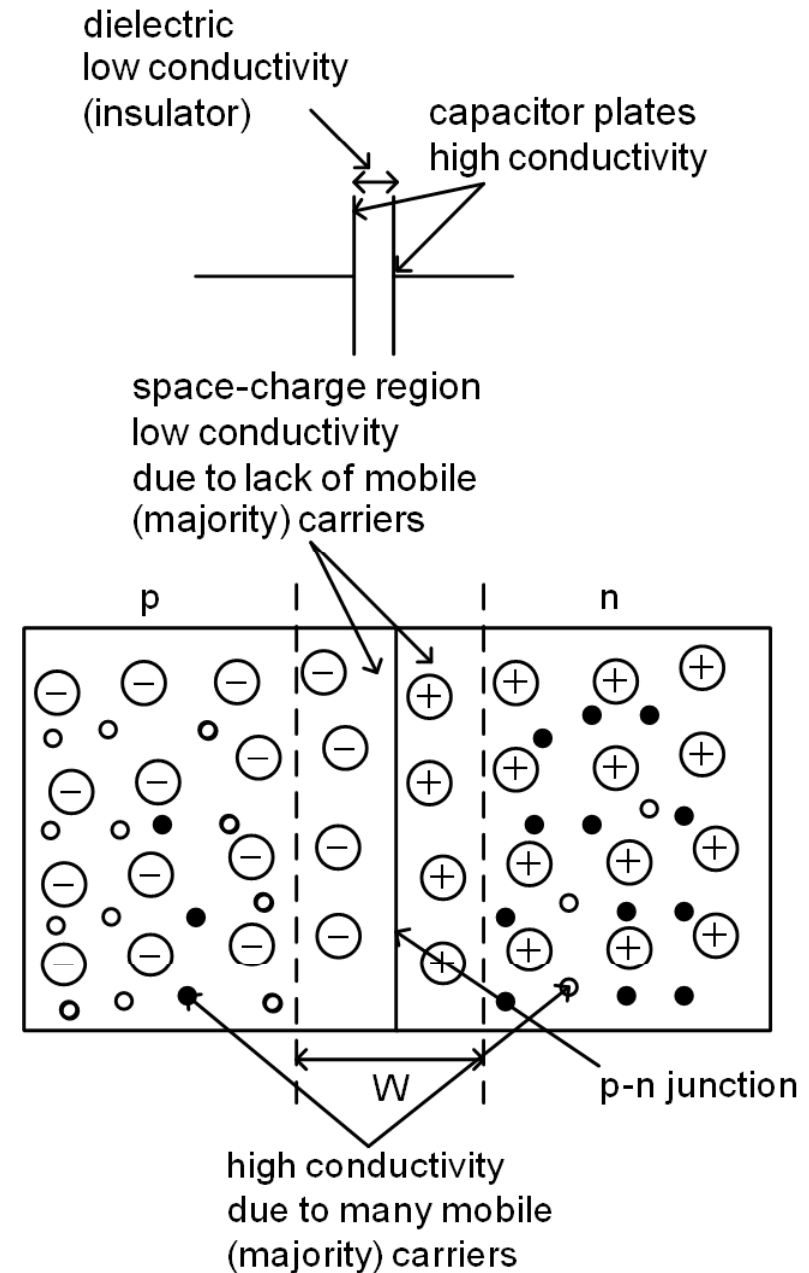 dielectric
low conductivity
(insulator)
capacitor plates
high conductivity
space-charge region
low conductivity
due to lack of mobile
(majority) carriers
p
n
W
p-n junction
high conductivity
due to many mobile
(majority) carriers